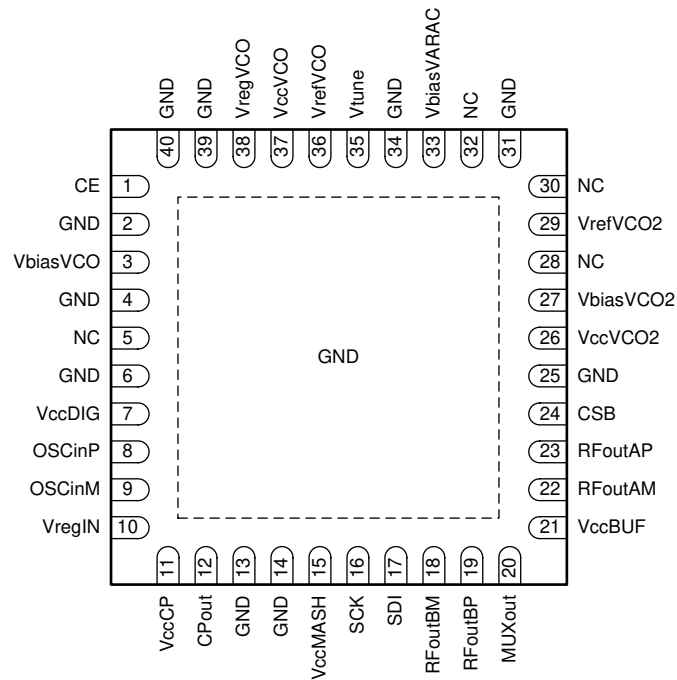 GND
GND
VregVCO
VccVCO
VrefVCO
Vtune
GND
VbiasVARAC
NC
GND
40
39
38
37
36
35
34
33
32
31
CE 1
GND 2
VbiasVCO 3
GND 4
NC 5
GND 6
VccDIG 7
OSCinP 8
OSCinM 9
VregIN 10
GND
30 NC
29 VrefVCO2
28 NC
27 VbiasVCO2
26 VccVCO2
25 GND
24 CSB
23 RFoutAP
22 RFoutAM
21 VccBUF
11
12
13
14
15
16
17
18
19
20
VccCP
CPout
GND
GND
VccMASH
SCK
SDI
RFoutBM
RFoutBP
MUXout